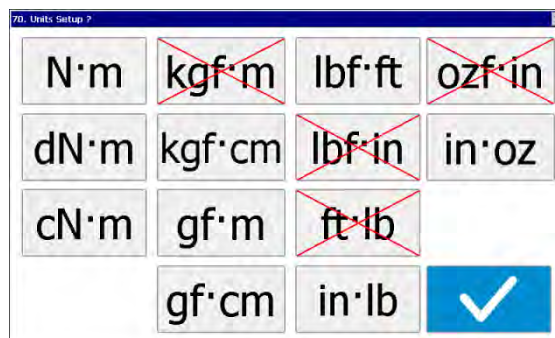 70. Units Setup ?
N·m kgf·m lbf·ft ozf·in
dN·m kgf·cm lbf·in in·oz
cN·m gf·m ft·lb
gf·cm in·lb